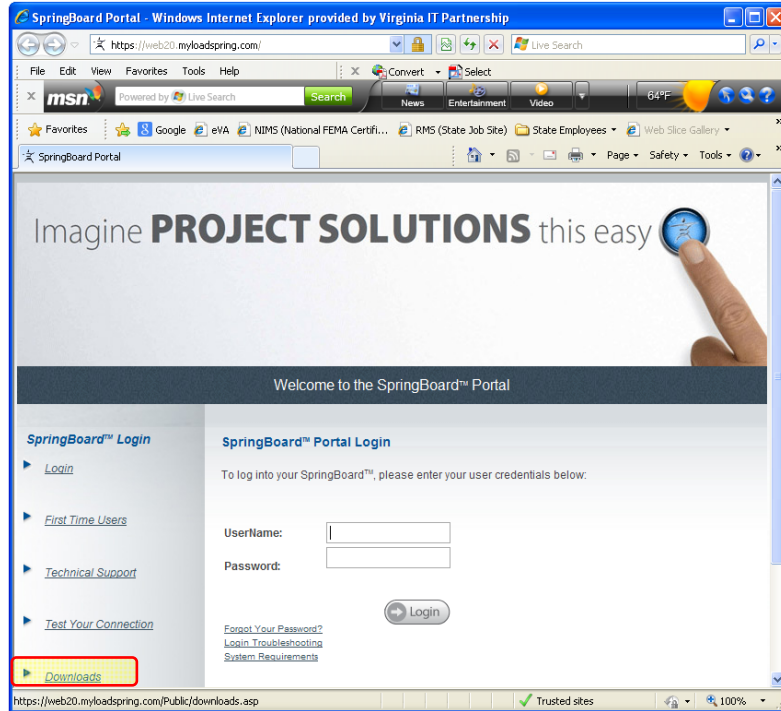 SpringBoard Portal - Windows Internet Explorer provided by Virginia IT Partnership
https://web20.myloadspring.com/
Live Search
File Edit View Favorites Tools Help
X Convert Select
x msn Powered by Live Search Search News Entertainment Video 64°F
Favorites Google eVA NIMS (National FEMA Certifi... RMS (State Job Site) State Employees Web Slice Gallery »
SpringBoard Portal Page Safety Tools »
Imagine PROJECT SOLUTIONS this easy
Welcome to the SpringBoard™ Portal
SpringBoard™ Login
Login
First Time Users
Technical Support
Test Your Connection
Downloads
SpringBoard™ Portal Login
To log into your SpringBoard™, please enter your user credentials below:
UserName:
Password:
Login
Forgot Your Password?
Login Troubleshooting
System Requirements
https://web20.myloadspring.com/Public/downloads.asp Trusted sites 100%